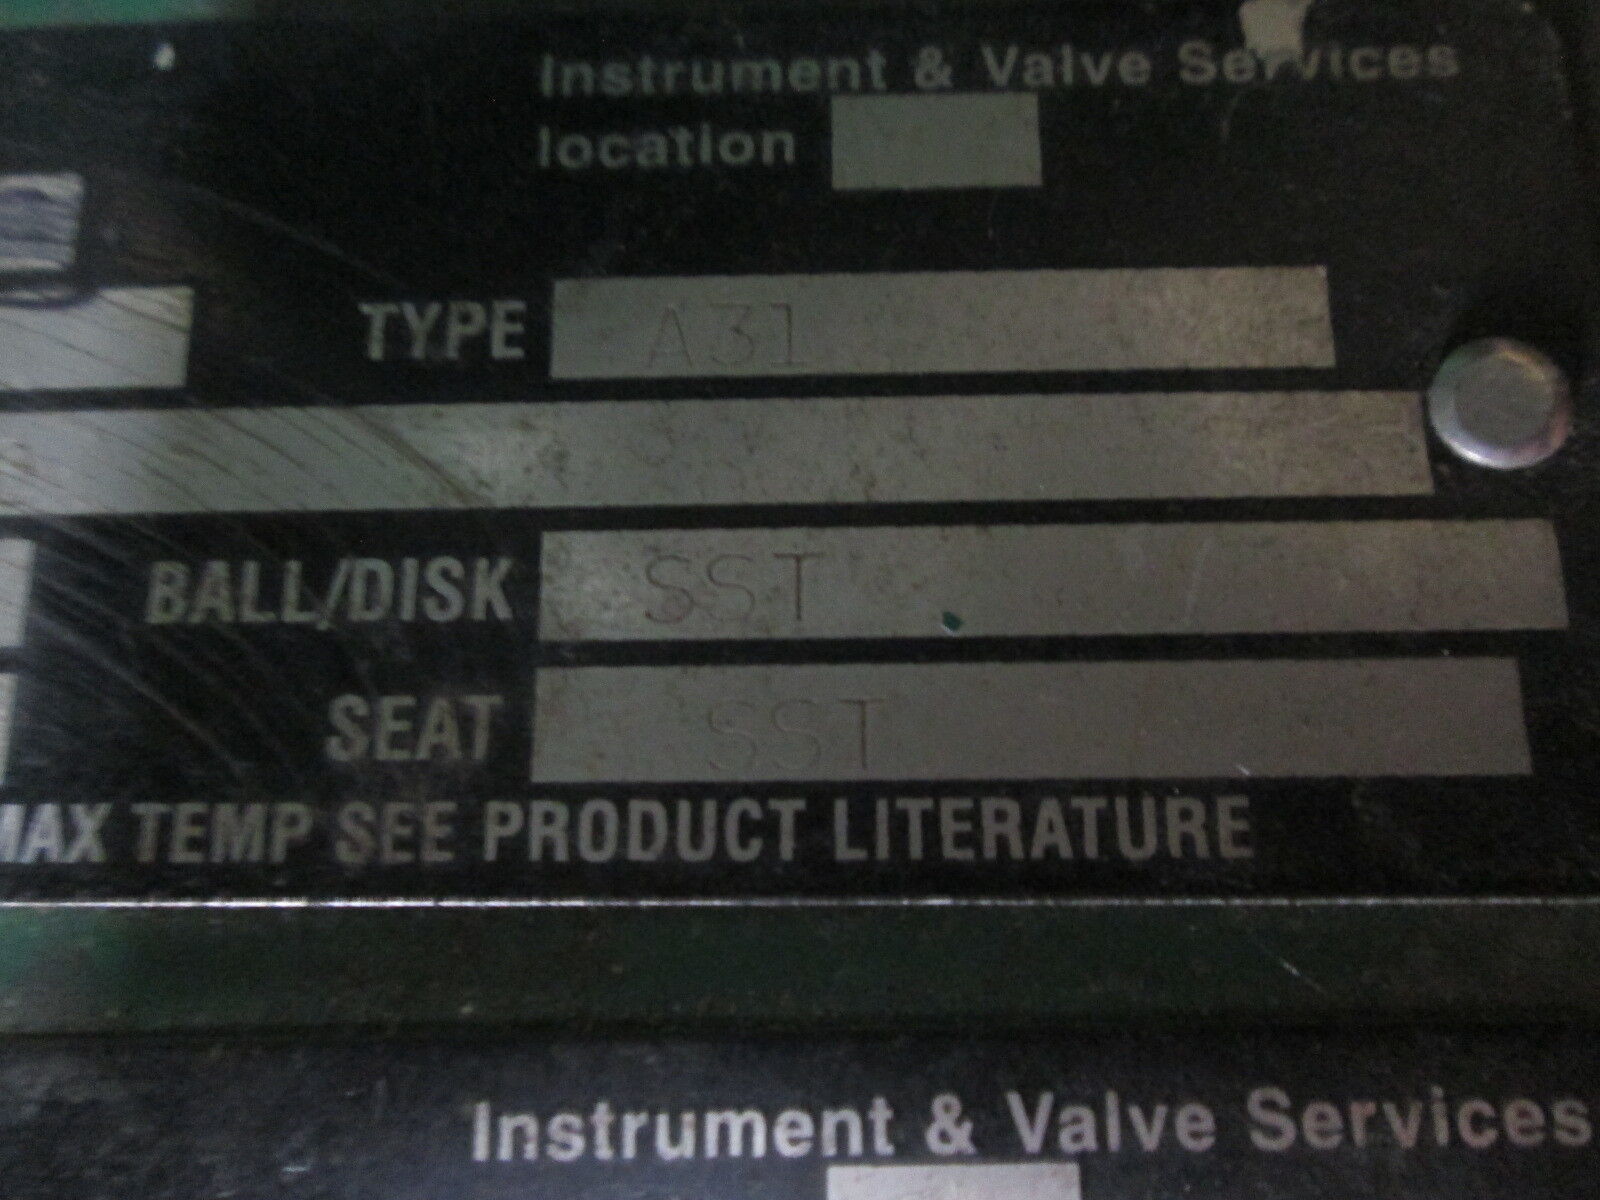 Instrument & Valve Services
location
TYPE A31
BALL/DISK SST
SEAT SST
MAX TEMP SEE PRODUCT LITERATURE
Instrument & Valve Services